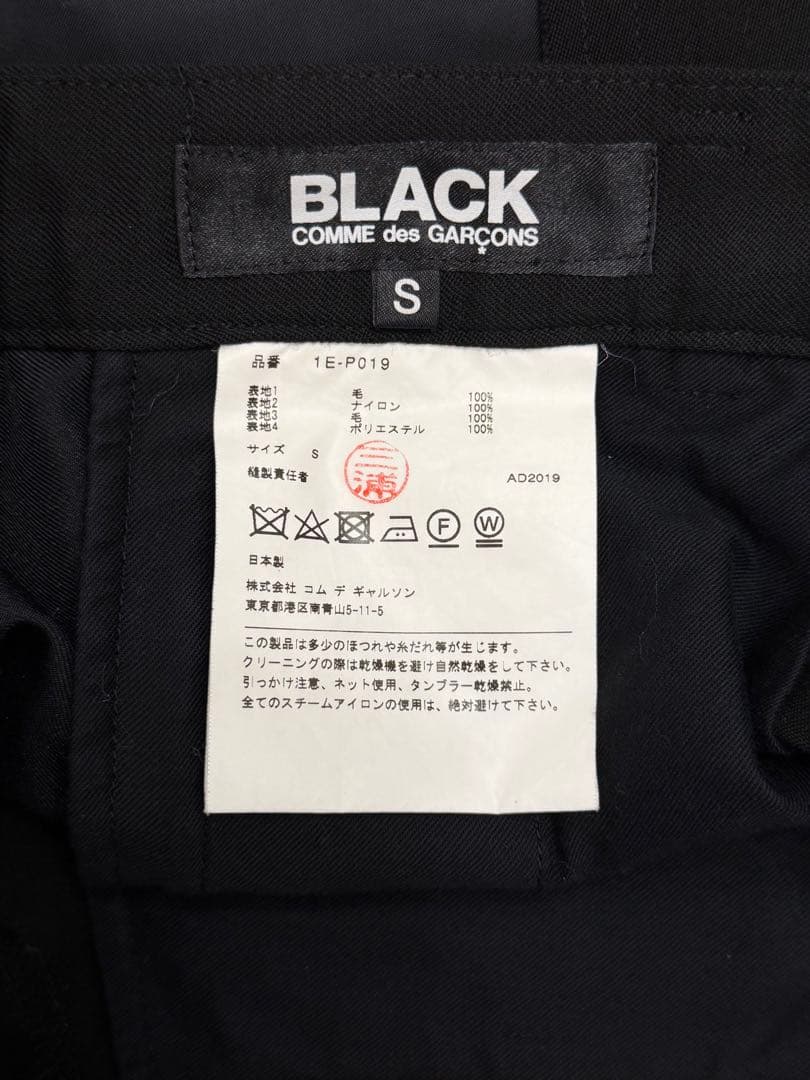 BLACK
COMME des GARÇONS
*
S
品番 1E-P019
表地1 毛 100%
表地2 ナイロン 100%
表地3 毛 100%
表地4 ポリエステル 100%
サイズ S
縫製責任者 三浦 AD2019
F W
日本製
株式会社 コム デ ギャルソン
東京都港区南青山5-11-5
この製品は多少のほつれや糸だれ等が生じます。
クリーニングの際は乾燥機を避け自然乾燥をして下さい。
引っかけ注意、ネット使用、タンブラー乾燥禁止。
全てのスチームアイロンの使用は、絶対避けて下さい。